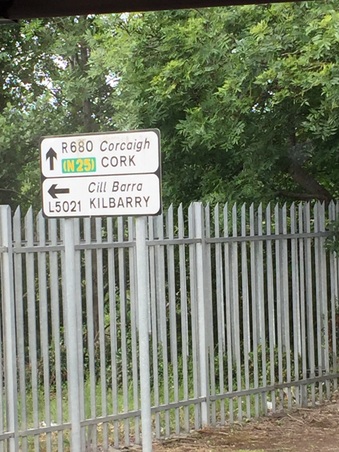 R680 Corcaigh
(N25) CORK
Cill Barra
L5021 KILBARRY